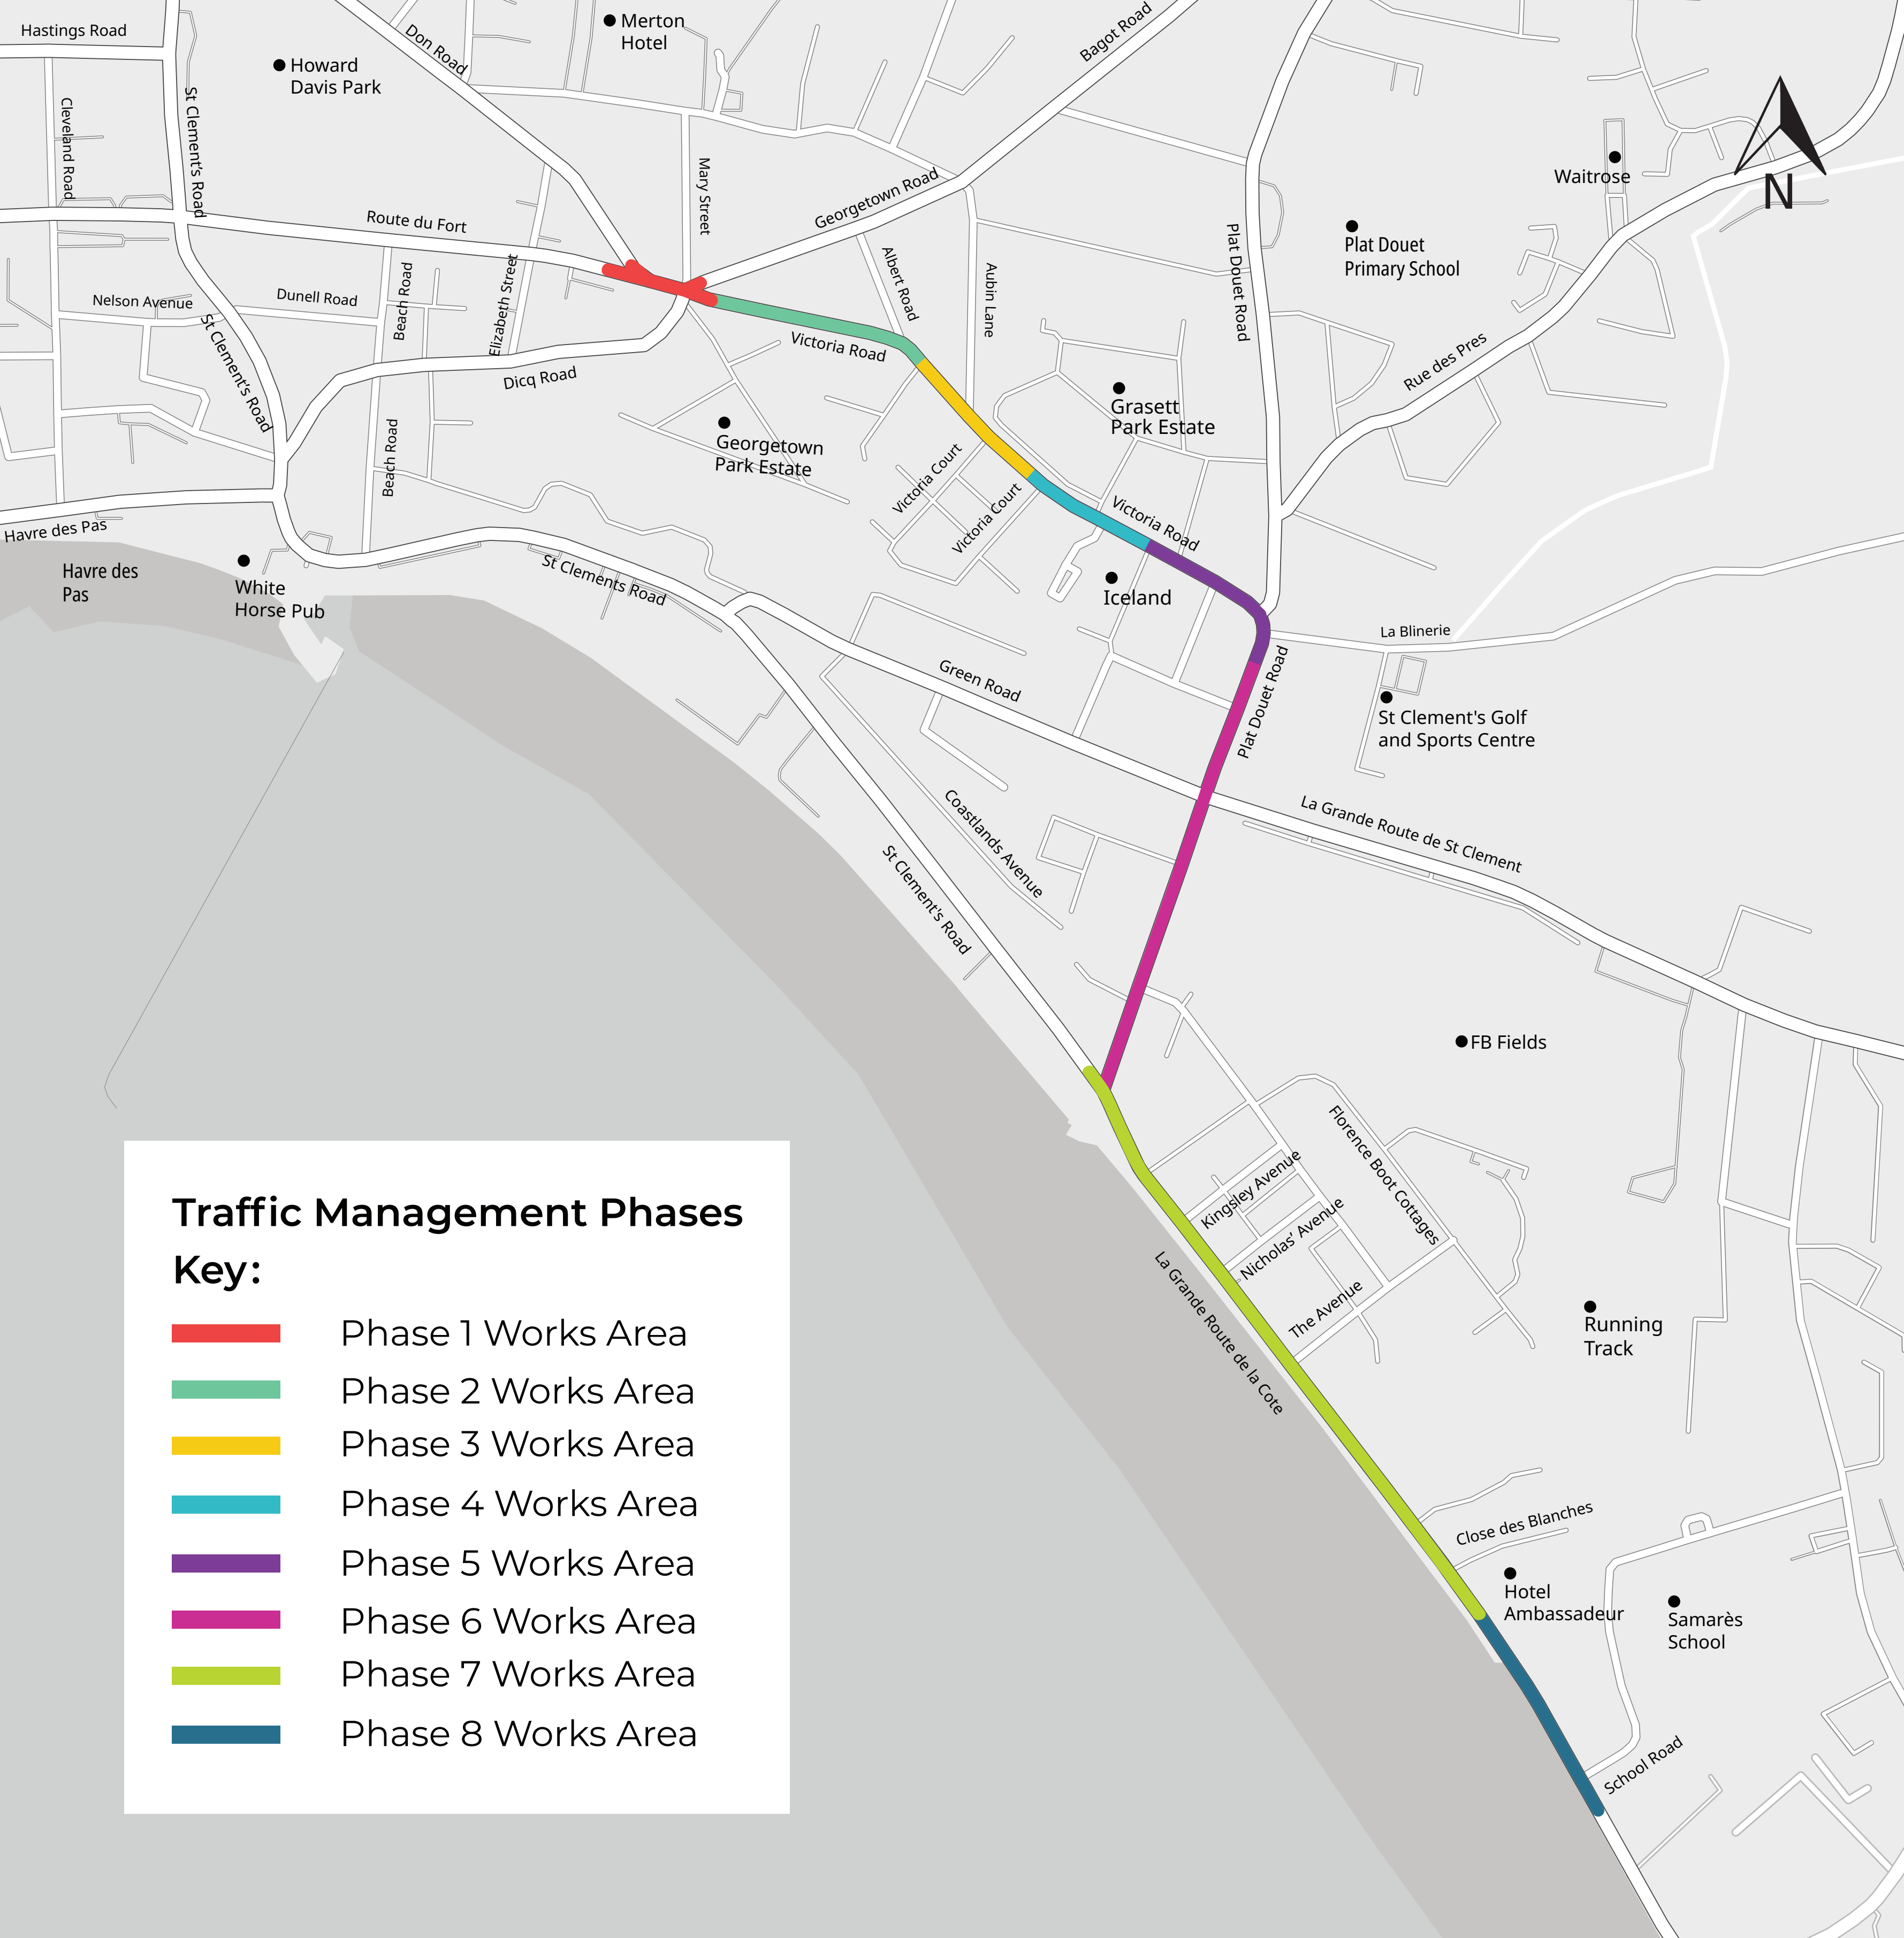 Hastings Road
Howard
Davis Park
Don Road
Merton
Hotel
Bagot Road
Cleveland Road
St Clement's Road
Mary Street
Georgetown Road
Route du Fort
Waitrose
N
Plat Douet
Primary School
Plat Douet Road
Albert Road
Aubin Lane
Nelson Avenue
Dunell Road
Beach Road
Elizabeth Street
St Clement's Road
Victoria Road
Dicq Road
Rue des Pres
Grasett
Park Estate
Georgetown
Park Estate
Beach Road
Victoria Court
Victoria Court
Victoria Road
Havre des Pas
Havre des
Pas
White
Horse Pub
St Clements Road
Iceland
La Blinerie
Green Road
Plat Douet Road
St Clement's Golf
and Sports Centre
La Grande Route de St Clement
Coastlands Avenue
St Clement's Road
FB Fields
Florence Boot Cottages
Kingsley Avenue
Nicholas' Avenue
The Avenue
La Grande Route de la Cote
Running
Track
Close des Blanches
Hotel
Ambassadeur
Samarès
School
School Road
Traffic Management Phases
Key:
Phase 1 Works Area
Phase 2 Works Area
Phase 3 Works Area
Phase 4 Works Area
Phase 5 Works Area
Phase 6 Works Area
Phase 7 Works Area
Phase 8 Works Area